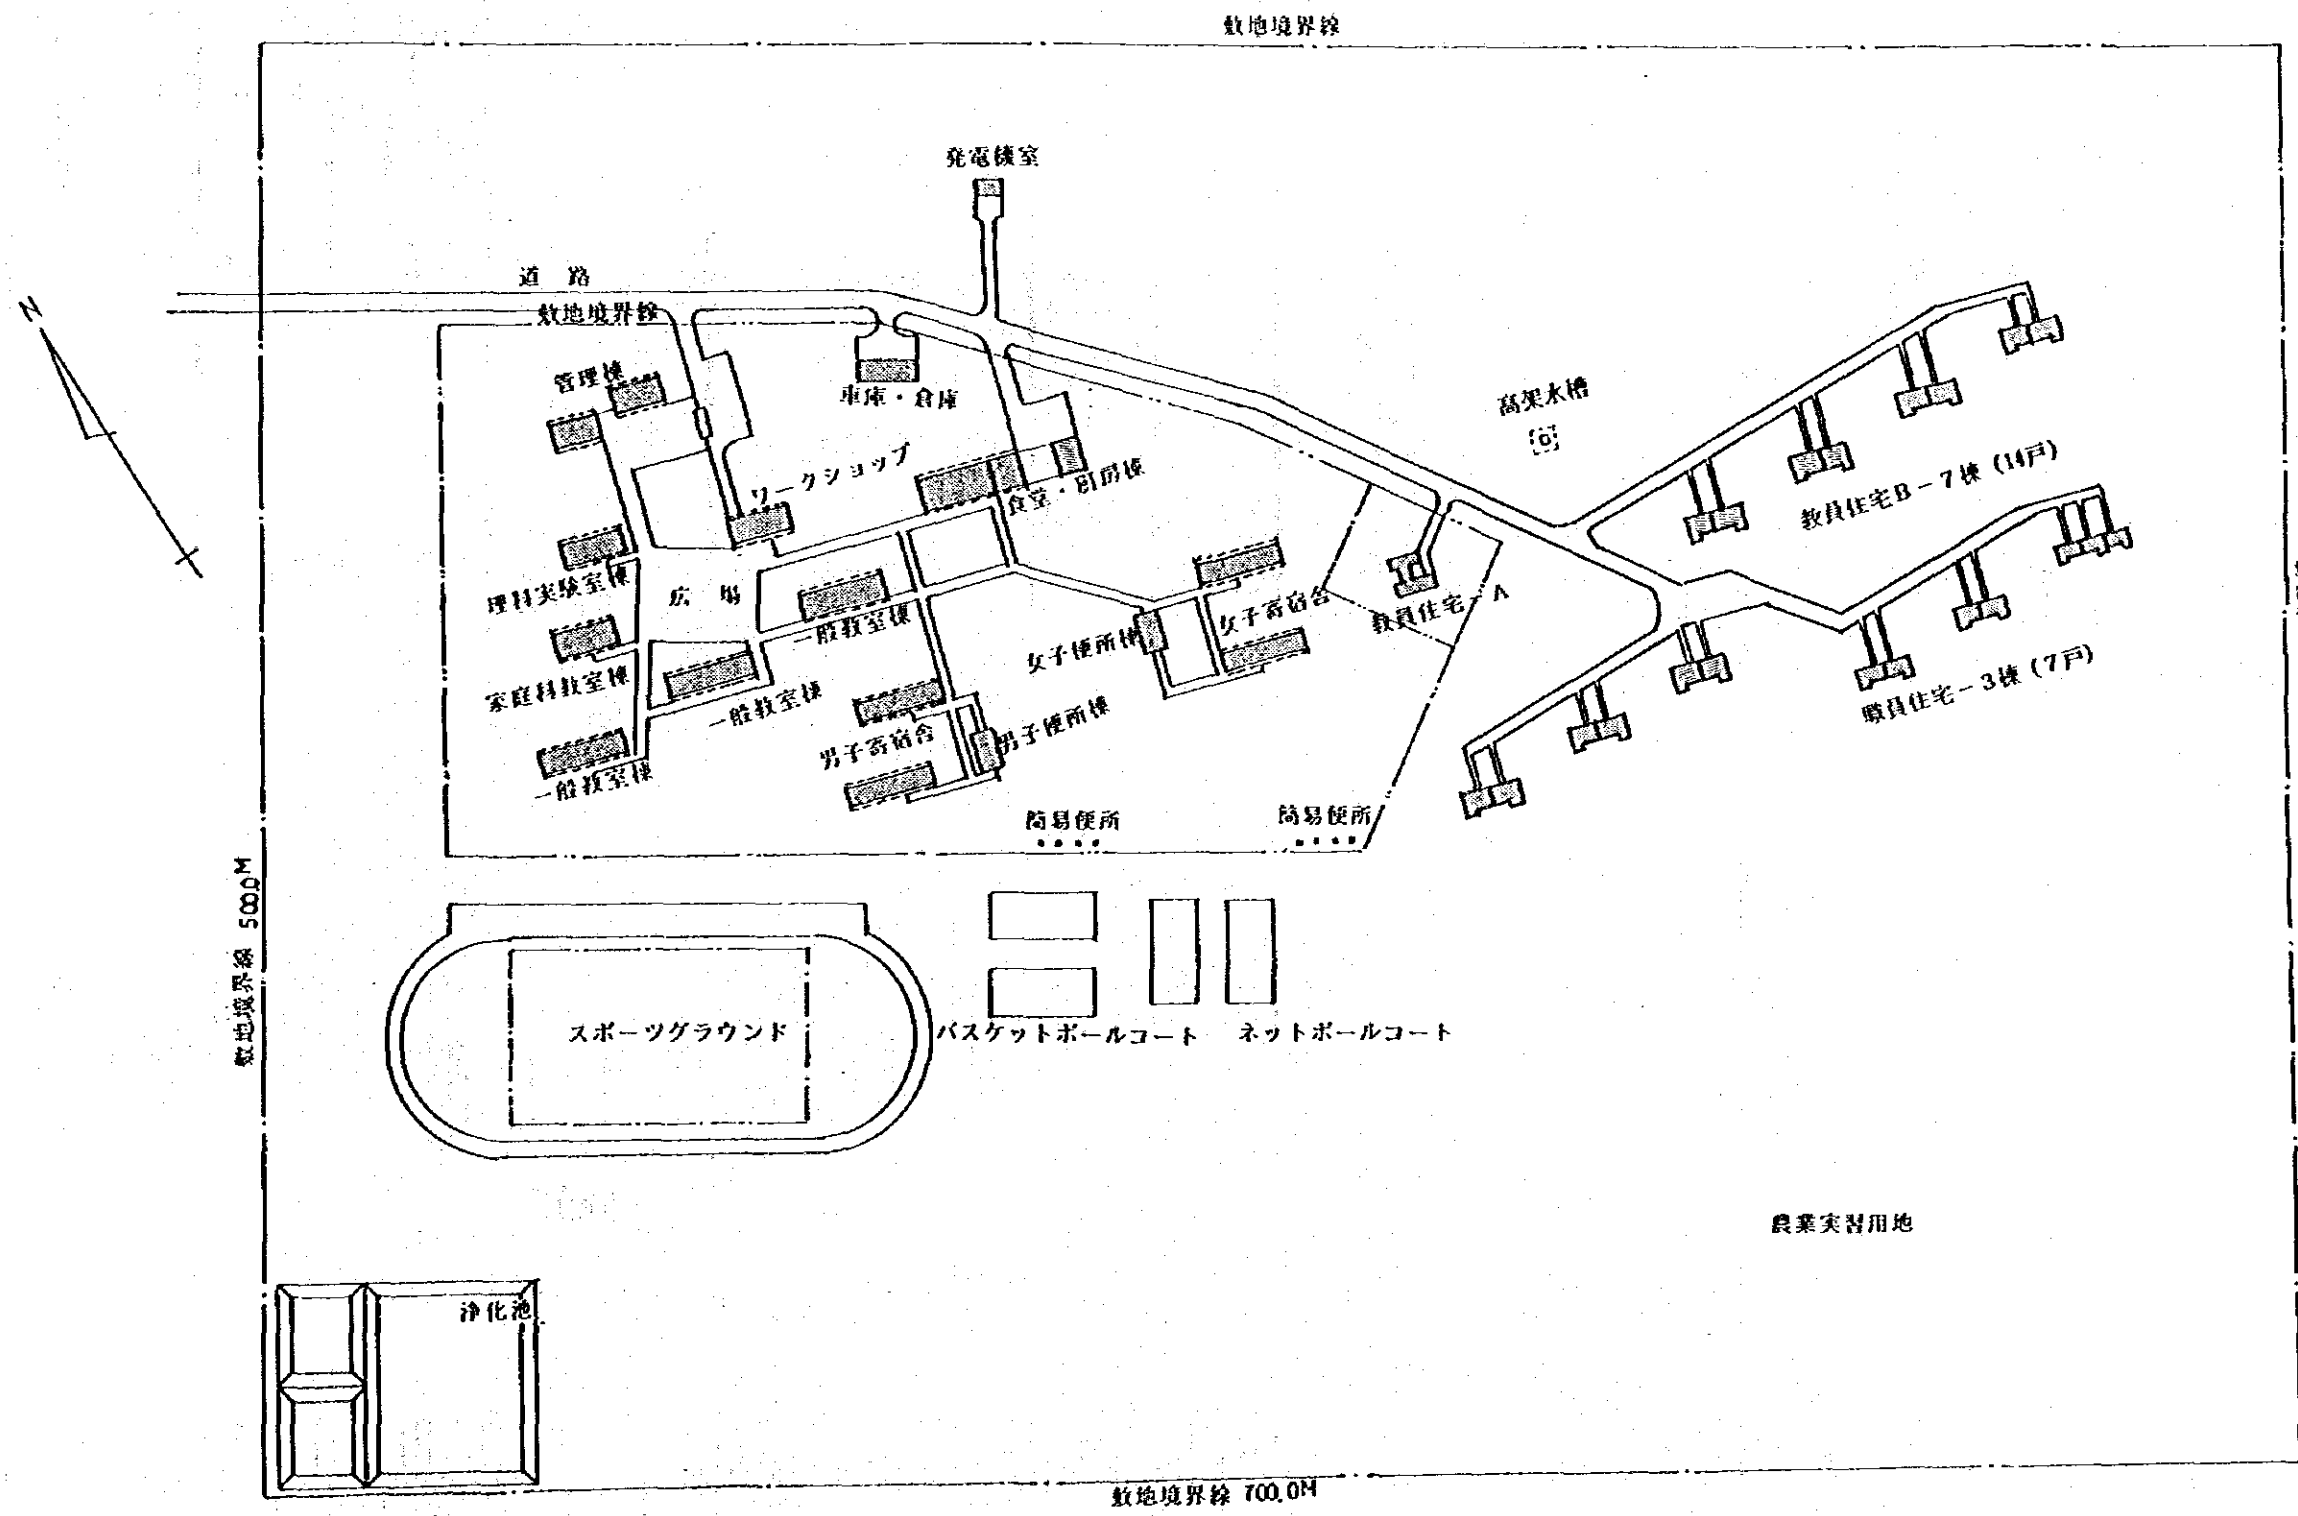 敷地境界線
発電機室
道 路
敷地境界線
N
管理棟
車庫・倉庫
高架水槽
ワークショップ
食堂・厨房棟
教員住宅B-7棟(14戸)
理科実験室棟
広 場
一般教室棟
女子便所棟
女子寄宿舎
教員住宅-A
家庭科教室棟
一般教室棟
男子寄宿舎
男子便所棟
職員住宅-3棟(7戸)
一般教室棟
簡易便所
簡易便所
敷地境界線 500.0M
スポーツグラウンド
バスケットボールコート
ネットボールコート
農業実習用地
浄化池
敷地境界線 700.0M